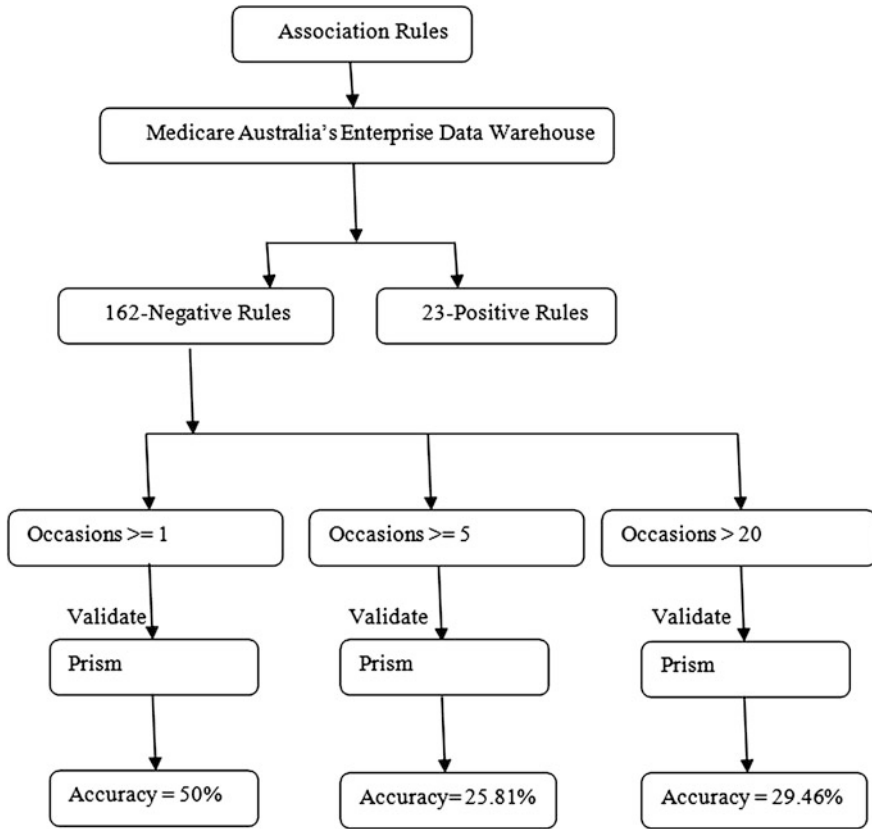 Association Rules
Medicare Australia’s Enterprise Data Warehouse
162-Negative Rules
23-Positive Rules
Occasions >= 1
Occasions >= 5
Occasions > 20
Validate
Validate
Validate
Prism
Prism
Prism
Accuracy = 50%
Accuracy= 25.81%
Accuracy = 29.46%